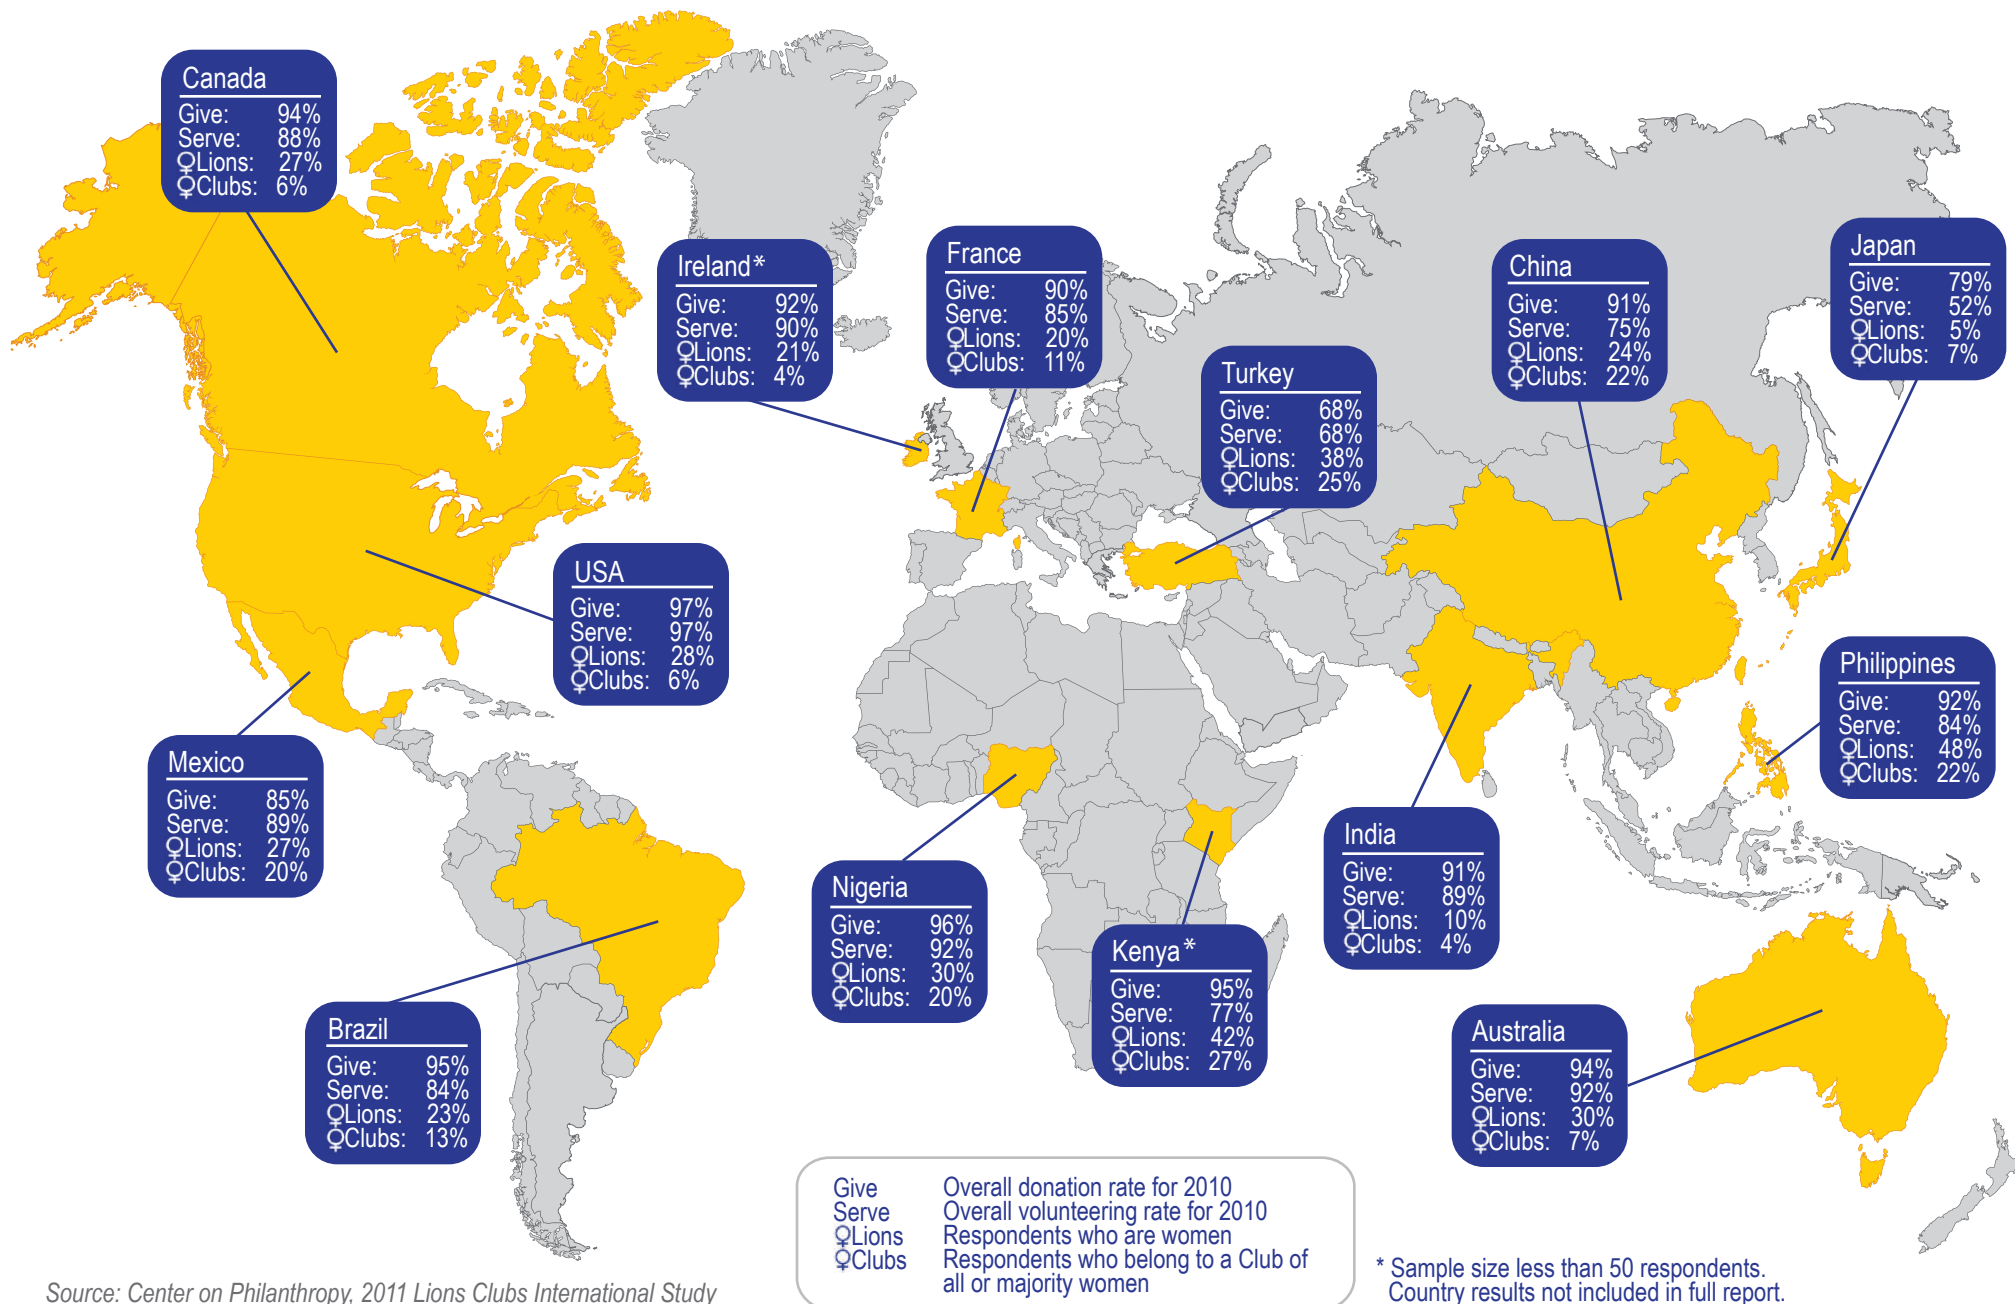 Canada
Give: 94%
Serve: 88%
♀Lions: 27%
♀Clubs: 6%
Ireland*
Give: 92%
Serve: 90%
♀Lions: 21%
♀Clubs: 4%
France
Give: 90%
Serve: 85%
♀Lions: 20%
♀Clubs: 11%
Turkey
Give: 68%
Serve: 68%
♀Lions: 38%
♀Clubs: 25%
China
Give: 91%
Serve: 75%
♀Lions: 24%
♀Clubs: 22%
Japan
Give: 79%
Serve: 52%
♀Lions: 5%
♀Clubs: 7%
USA
Give: 97%
Serve: 97%
♀Lions: 28%
♀Clubs: 6%
Philippines
Give: 92%
Serve: 84%
♀Lions: 48%
♀Clubs: 22%
Mexico
Give: 85%
Serve: 89%
♀Lions: 27%
♀Clubs: 20%
Nigeria
Give: 96%
Serve: 92%
♀Lions: 30%
♀Clubs: 20%
Kenya*
Give: 95%
Serve: 77%
♀Lions: 42%
♀Clubs: 27%
India
Give: 91%
Serve: 89%
♀Lions: 10%
♀Clubs: 4%
Brazil
Give: 95%
Serve: 84%
♀Lions: 23%
♀Clubs: 13%
Australia
Give: 94%
Serve: 92%
♀Lions: 30%
♀Clubs: 7%
Give Overall donation rate for 2010
Serve Overall volunteering rate for 2010
♀Lions Respondents who are women
♀Clubs Respondents who belong to a Club of
all or majority women
* Sample size less than 50 respondents.
Country results not included in full report.
Source: Center on Philanthropy, 2011 Lions Clubs International Study